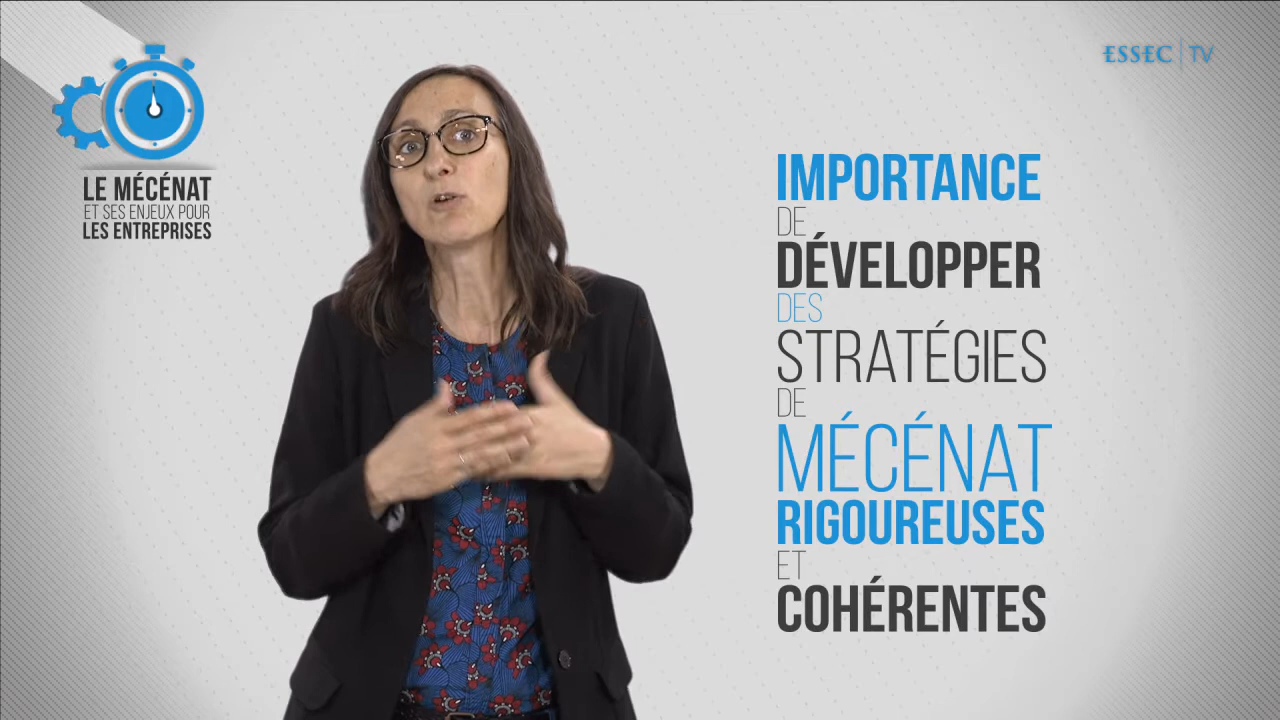 LE MÉCÉNAT
ET SES ENJEUX POUR
LES ENTREPRISES
ESSEC | TV
IMPORTANCE
DE
DÉVELOPPER
DES
STRATÉGIES
DE
MÉCÉNAT
RIGOUREUSES
ET
COHÉRENTES